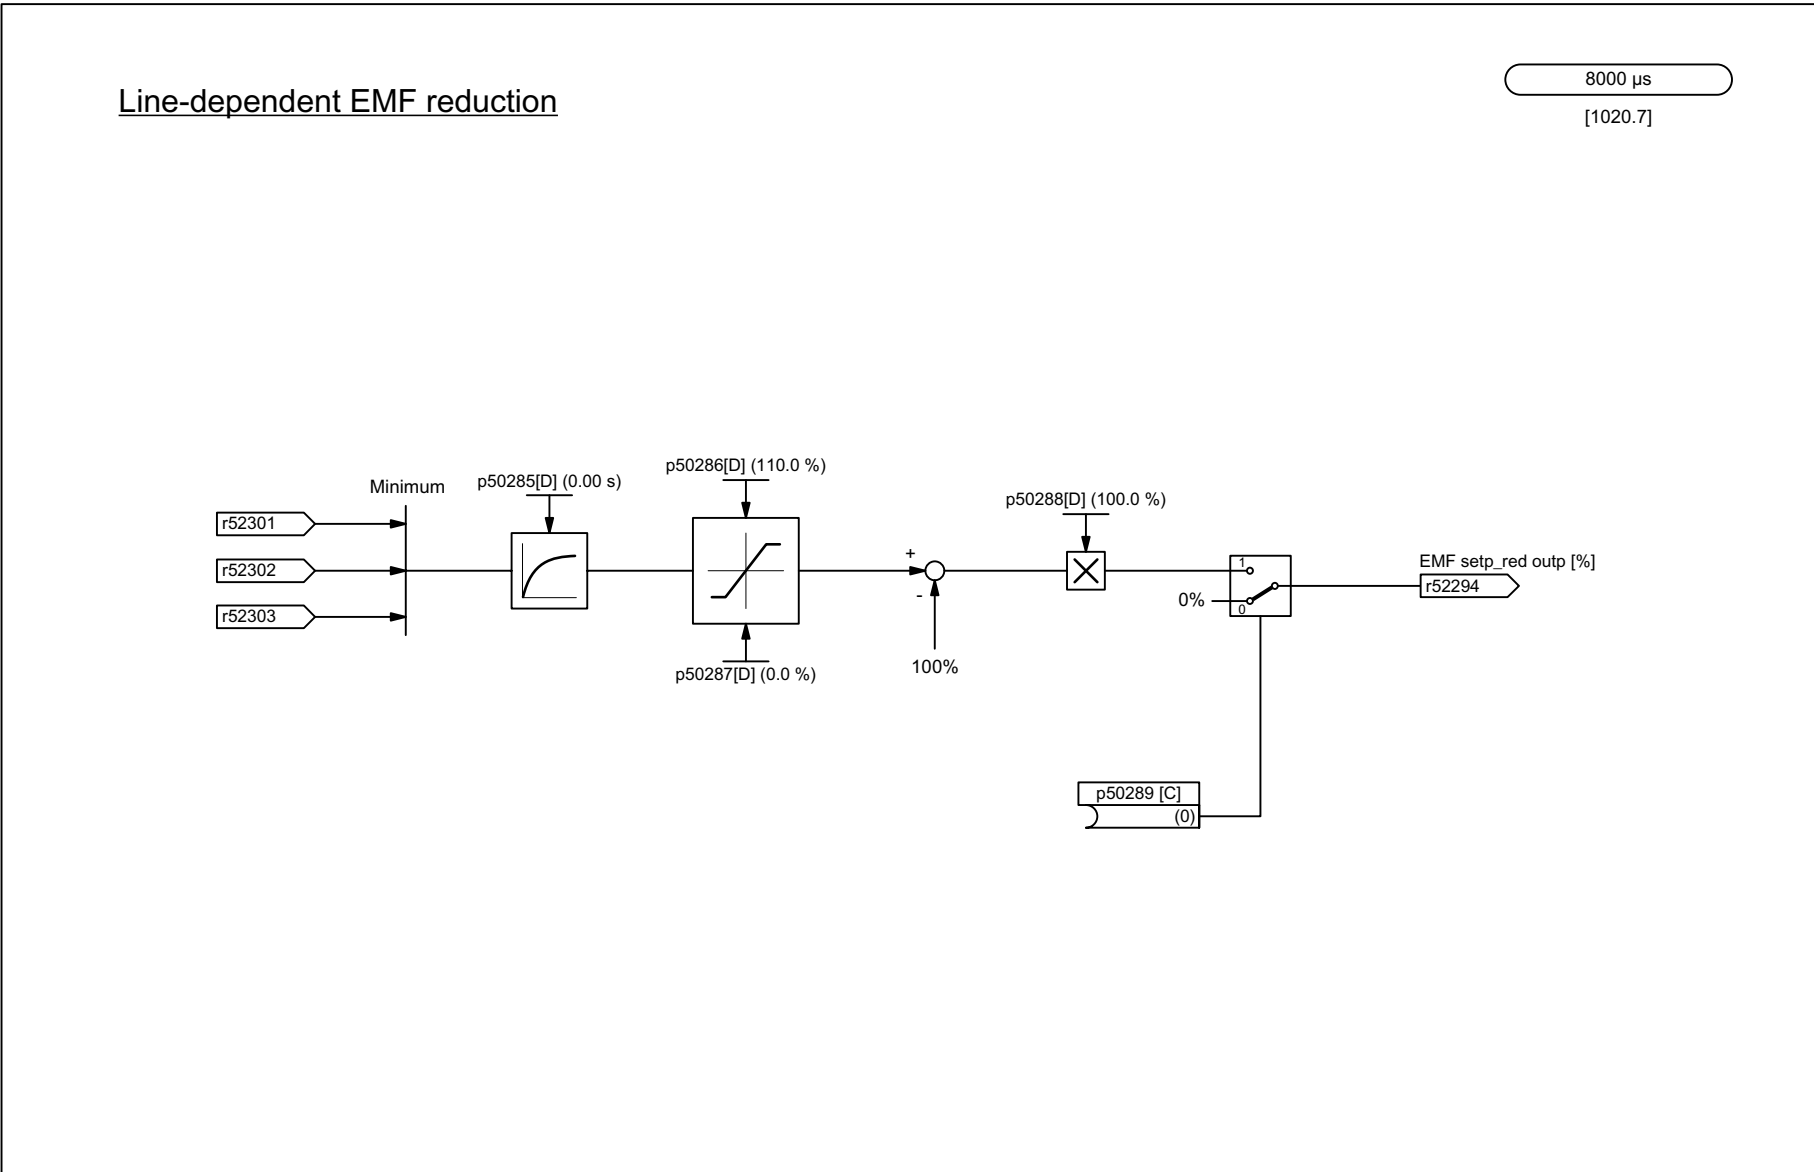 Line-dependent EMF reduction
8000 µs
[1020.7]
Minimum
p50285[D] (0.00 s)
p50286[D] (110.0 %)
r52301
r52302
r52303
p50287[D] (0.0 %)
+
-
100%
p50288[D] (100.0 %)
1
0%
0
EMF setp_red outp [%]
r52294
p50289 [C]
(0)